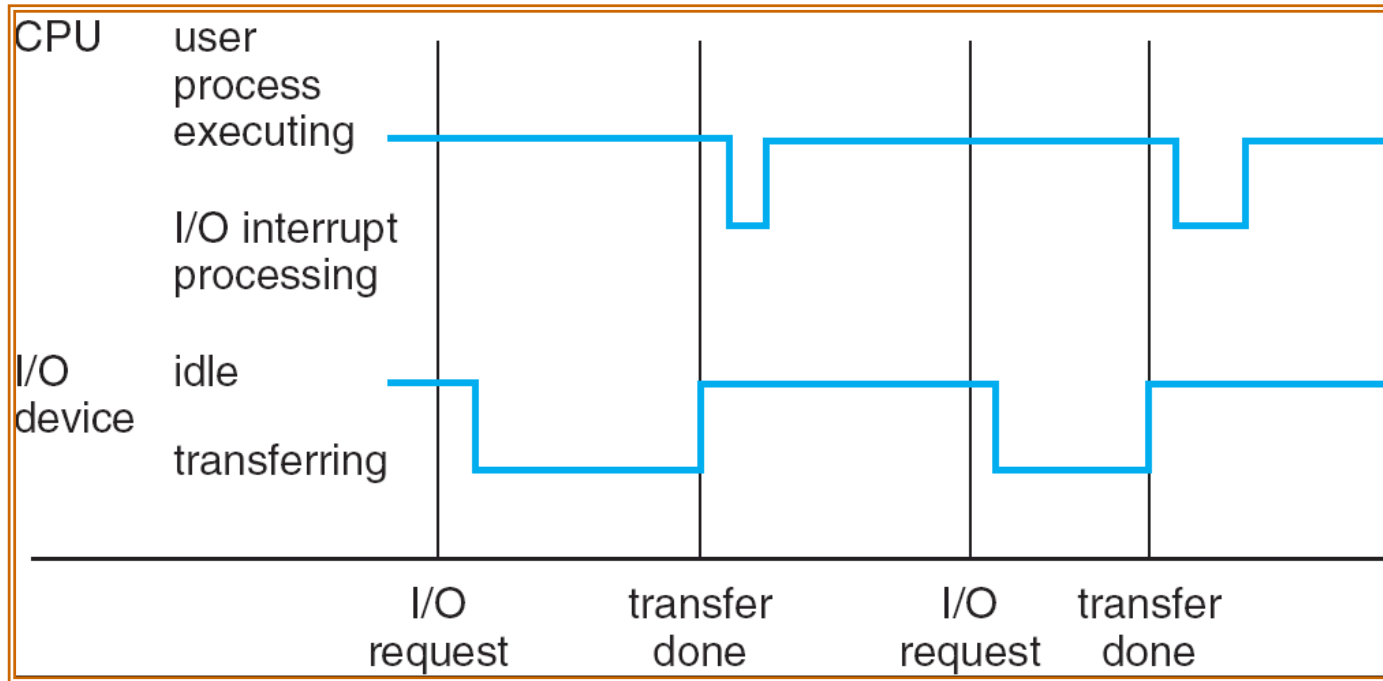 CPU user
process
executing
I/O interrupt
processing
I/O idle
device
transferring
I/O transfer I/O transfer
request done request done